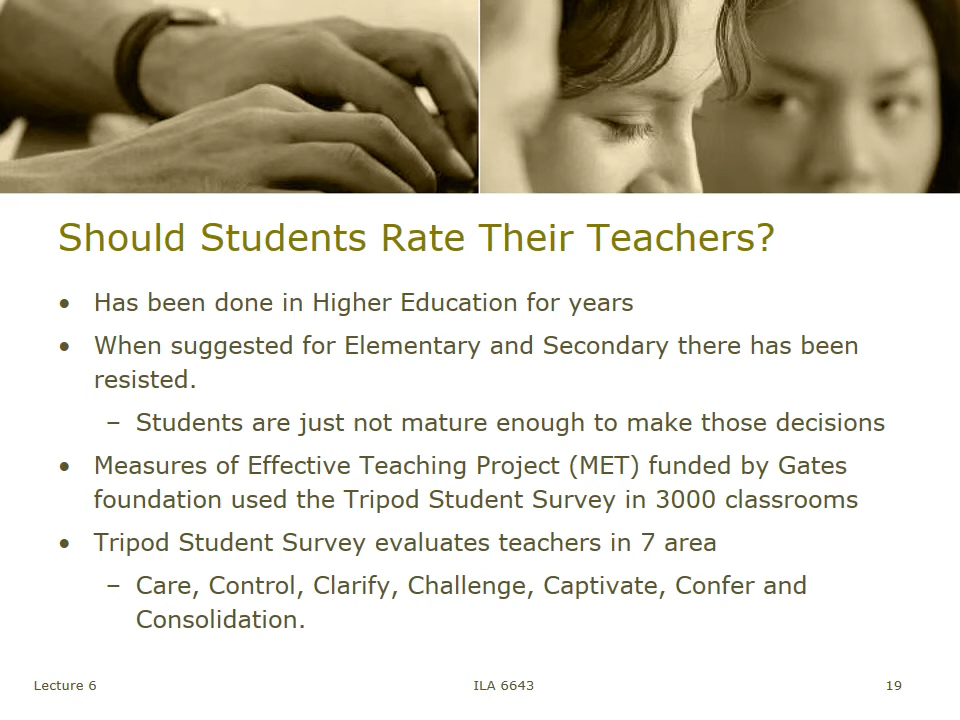 Should Students Rate Their Teachers?
• Has been done in Higher Education for years
• When suggested for Elementary and Secondary there has been
resisted.
– Students are just not mature enough to make those decisions
• Measures of Effective Teaching Project (MET) funded by Gates
foundation used the Tripod Student Survey in 3000 classrooms
• Tripod Student Survey evaluates teachers in 7 area
– Care, Control, Clarify, Challenge, Captivate, Confer and
Consolidation.
Lecture 6 ILA 6643 19